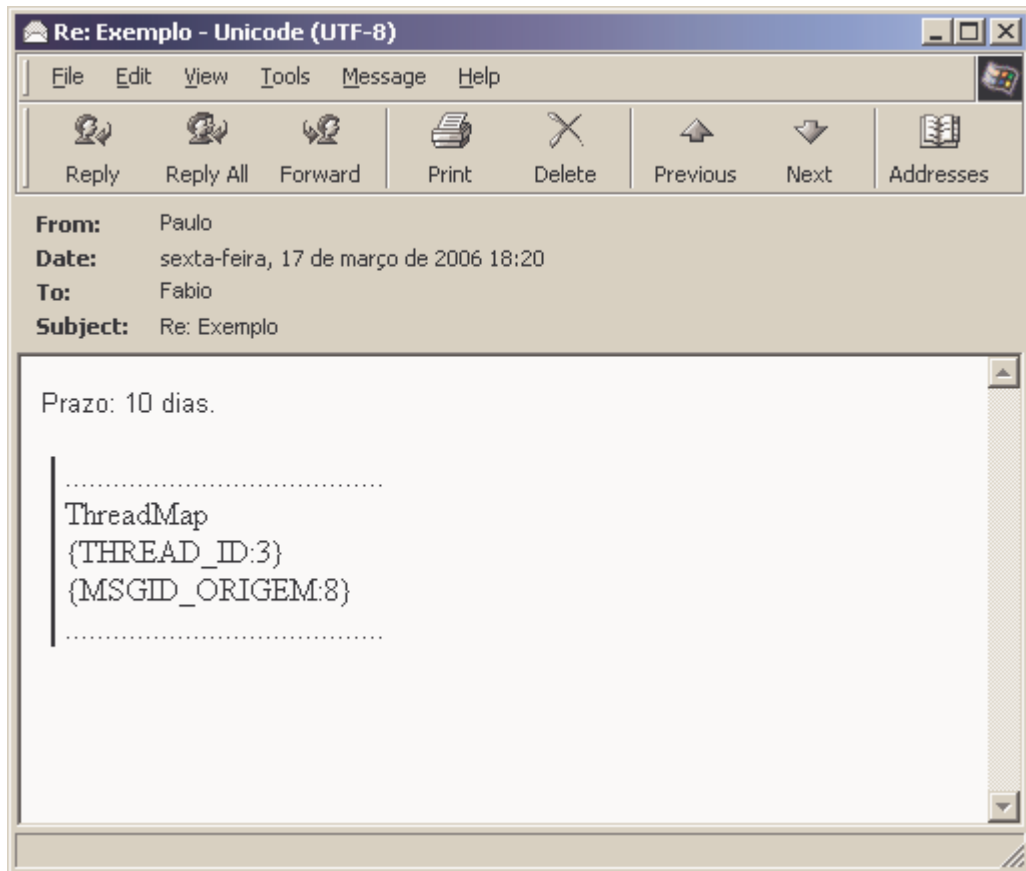 Re: Exemplo - Unicode (UTF-8)
File Edit View Tools Message Help
Reply Reply All Forward Print Delete Previous Next Addresses
From: Paulo
Date: sexta-feira, 17 de março de 2006 18:20
To: Fabio
Subject: Re: Exemplo
Prazo: 10 dias.
........................................
ThreadMap
{THREAD_ID:3}
{MSGID_ORIGEM:8}
........................................